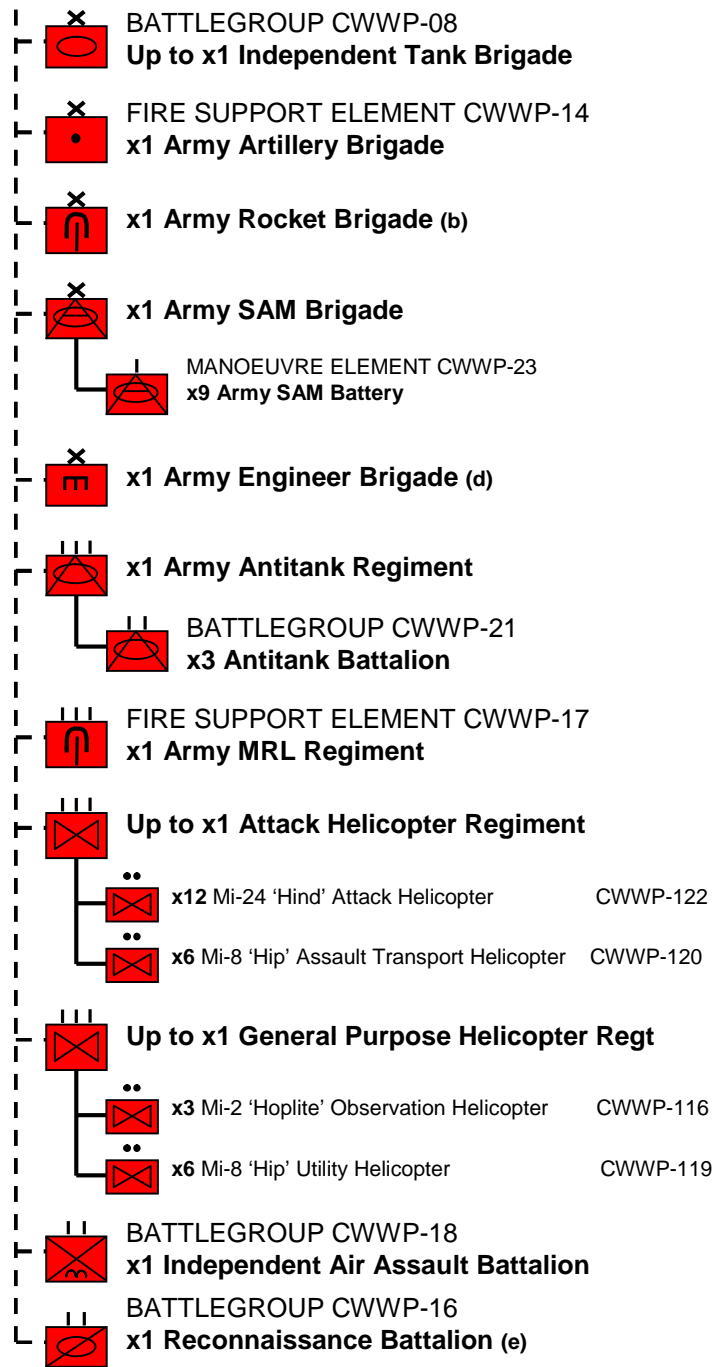 BATTLEGROUP CWWP-08
Up to x1 Independent Tank Brigade
FIRE SUPPORT ELEMENT CWWP-14
x1 Army Artillery Brigade
x1 Army Rocket Brigade (b)
x1 Army SAM Brigade
MANOEUVRE ELEMENT CWWP-23
x9 Army SAM Battery
x1 Army Engineer Brigade (d)
x1 Army Antitank Regiment
BATTLEGROUP CWWP-21
x3 Antitank Battalion
FIRE SUPPORT ELEMENT CWWP-17
x1 Army MRL Regiment
Up to x1 Attack Helicopter Regiment
x12 Mi-24 ‘Hind’ Attack Helicopter CWWP-122
x6 Mi-8 ‘Hip’ Assault Transport Helicopter CWWP-120
Up to x1 General Purpose Helicopter Regt
x3 Mi-2 ‘Hoplite’ Observation Helicopter CWWP-116
x6 Mi-8 ‘Hip’ Utility Helicopter CWWP-119
BATTLEGROUP CWWP-18
x1 Independent Air Assault Battalion
BATTLEGROUP CWWP-16
x1 Reconnaissance Battalion (e)